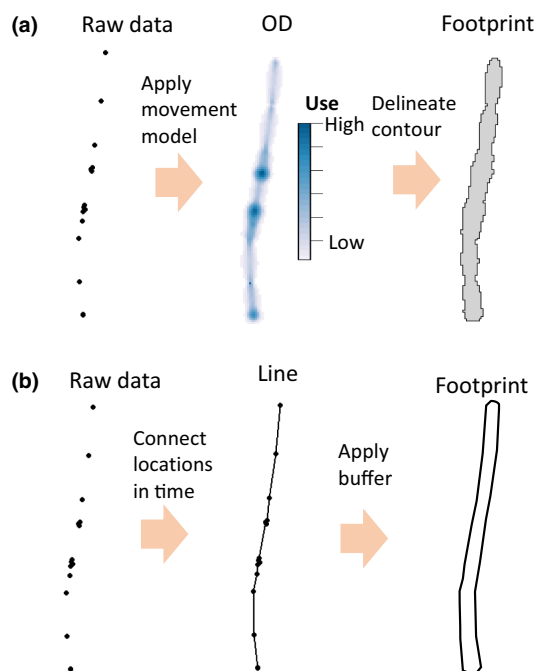 (a)
Raw data
OD
Footprint
Apply
movement
model
Use
High
Low
Delineate
contour
(b)
Raw data
Line
Footprint
Connect
locations
in time
Apply
buffer